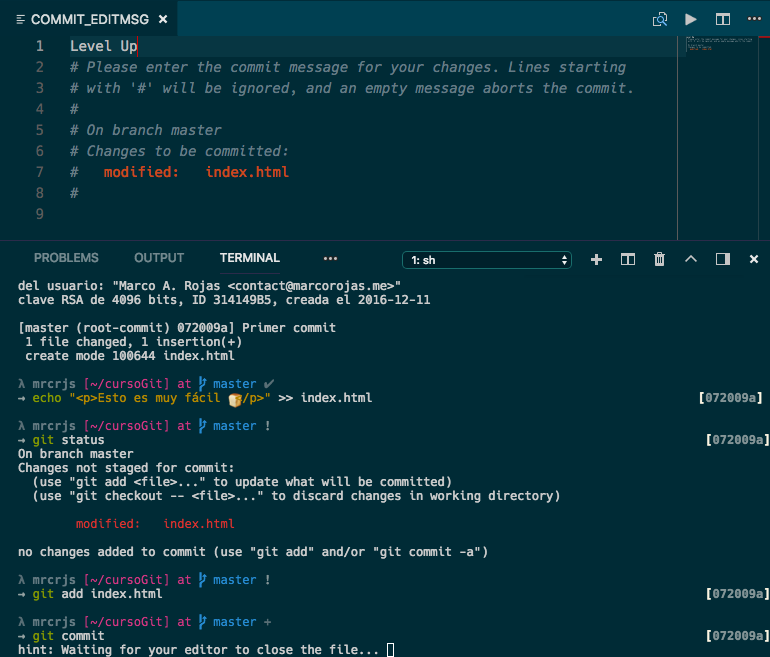 COMMIT_EDITMSG
1 Level Up
2 # Please enter the commit message for your changes. Lines starting
3 # with '#' will be ignored, and an empty message aborts the commit.
4 #
5 # On branch master
6 # Changes to be committed:
7 #   modified:   index.html
8 #
9
PROBLEMS OUTPUT TERMINAL ••• 1: sh
del usuario: "Marco A. Rojas <contact@marcorojas.me>"
clave RSA de 4096 bits, ID 314149B5, creada el 2016-12-11
[master (root-commit) 072009a] Primer commit
 1 file changed, 1 insertion(+)
 create mode 100644 index.html
λ mrcrjs [~/cursoGit] at master ✔
→ echo "<p>Esto es muy fácil 🍞/p>" >> index.html [072009a]
λ mrcrjs [~/cursoGit] at master !
→ git status [072009a]
On branch master
Changes not staged for commit:
  (use "git add <file>..." to update what will be committed)
  (use "git checkout -- <file>..." to discard changes in working directory)
        modified:   index.html
no changes added to commit (use "git add" and/or "git commit -a")
λ mrcrjs [~/cursoGit] at master !
→ git add index.html [072009a]
λ mrcrjs [~/cursoGit] at master +
→ git commit [072009a]
hint: Waiting for your editor to close the file...